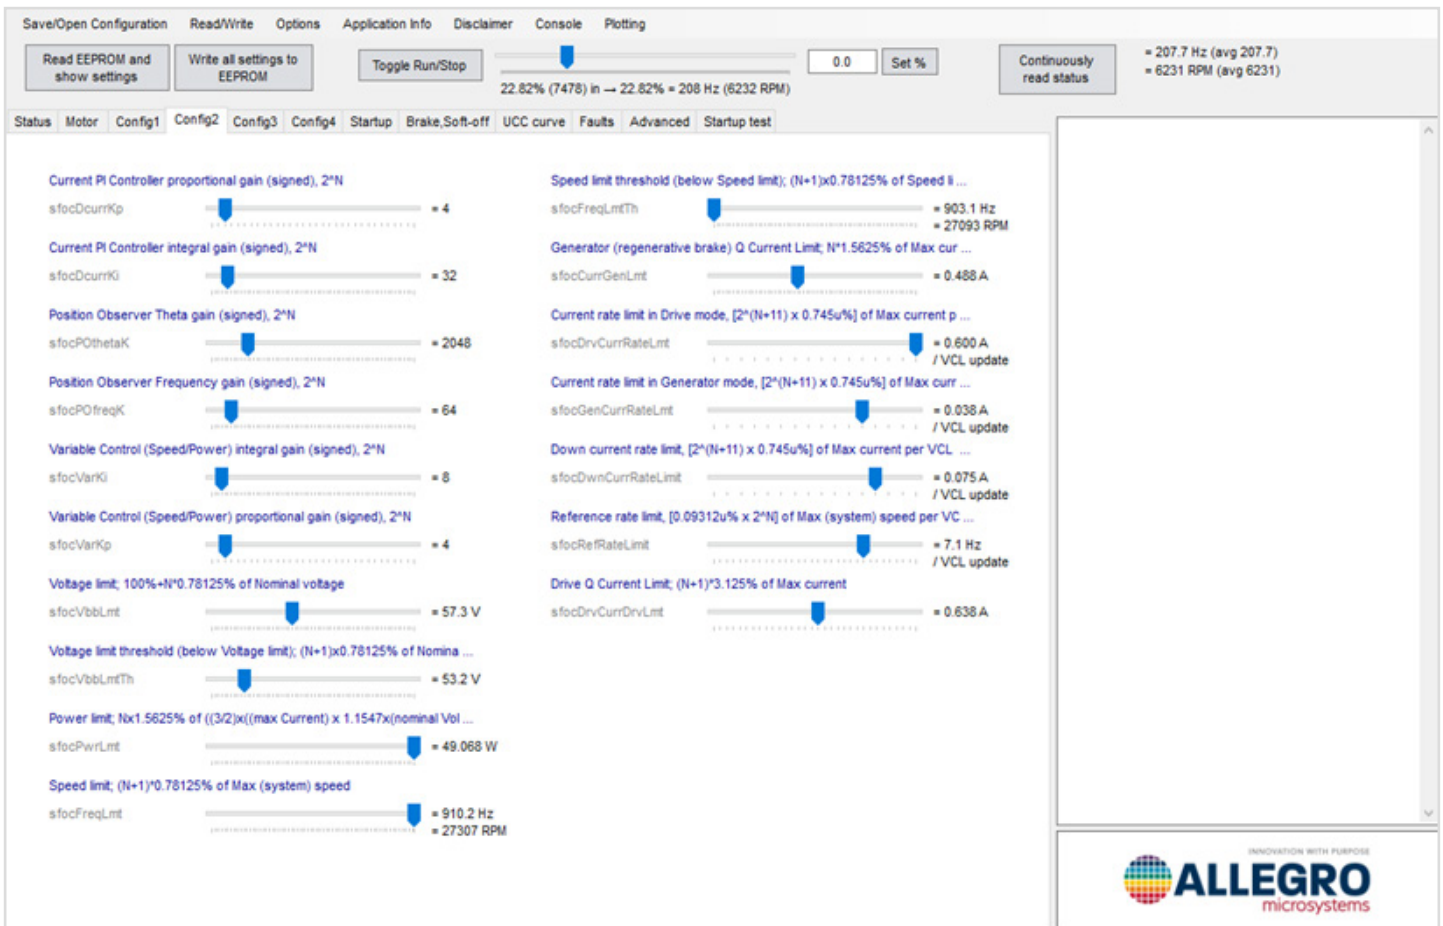 Save/Open Configuration Read/Write Options Application Info Disclaimer Console Plotting
Read EEPROM and show settings
Write all settings to EEPROM
Toggle Run/Stop
22.82% (7478) in → 22.82% = 208 Hz (6232 RPM)
0.0
Set %
Continuously read status
= 207.7 Hz (avg 207.7)
= 6231 RPM (avg 6231)
Status Motor Config1 Config2 Config3 Config4 Startup Brake,Soft-off UCC curve Faults Advanced Startup test
Current PI Controller proportional gain (signed), 2^N
sfocDcurrKp = 4
Current PI Controller integral gain (signed), 2^N
sfocDcurrKi = 32
Position Observer Theta gain (signed), 2^N
sfocPOthetaK = 2048
Position Observer Frequency gain (signed), 2^N
sfocPOfreqK = 64
Variable Control (Speed/Power) integral gain (signed), 2^N
sfocVarKi = 8
Variable Control (Speed/Power) proportional gain (signed), 2^N
sfocVarKp = 4
Voltage limit; 100%+N*0.78125% of Nominal voltage
sfocVbbLmt = 57.3 V
Voltage limit threshold (below Voltage limit); (N+1)x0.78125% of Nomina ...
sfocVbbLmtTh = 53.2 V
Power limit; Nx1.5625% of ((3/2)x((max Current) x 1.1547x(nominal Vol ...
sfocPwrLmt = 49.068 W
Speed limit; (N+1)*0.78125% of Max (system) speed
sfocFreqLmt = 910.2 Hz
= 27307 RPM
Speed limit threshold (below Speed limit); (N+1)x0.78125% of Speed li ...
sfocFreqLmtTh = 903.1 Hz
= 27093 RPM
Generator (regenerative brake) Q Current Limit; N*1.5625% of Max cur ...
sfocCurrGenLmt = 0.488 A
Current rate limit in Drive mode, [2^(N+11) x 0.745u%] of Max current p ...
sfocDrvCurrRateLmt = 0.600 A
/ VCL update
Current rate limit in Generator mode, [2^(N+11) x 0.745u%] of Max curr ...
sfocGenCurrRateLmt = 0.038 A
/ VCL update
Down current rate limit, [2^(N+11) x 0.745u%] of Max current per VCL ...
sfocDwnCurrRateLimit = 0.075 A
/ VCL update
Reference rate limit, [0.09312u% x 2^N] of Max (system) speed per VC ...
sfocRefRateLimit = 7.1 Hz
/ VCL update
Drive Q Current Limit; (N+1)*3.125% of Max current
sfocDrvCurrDrvLmt = 0.638 A
INNOVATION WITH PURPOSE
ALLEGRO
microsystems